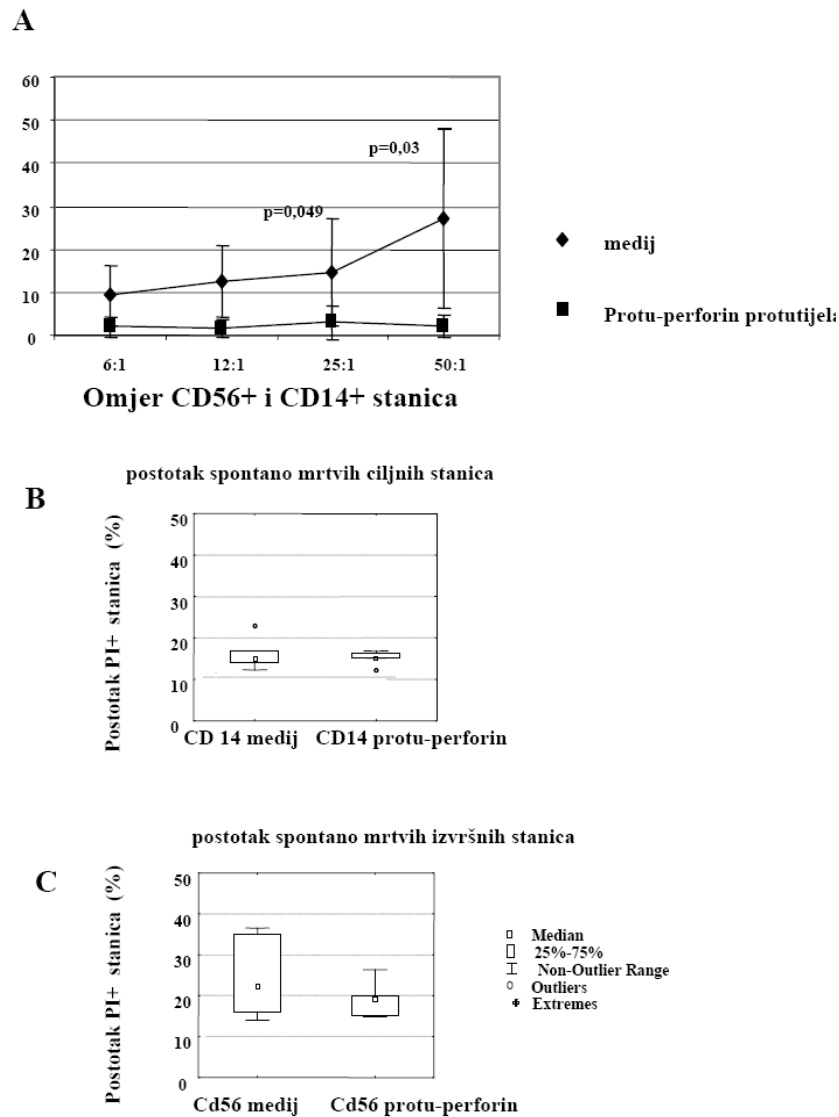 A
60
50
40
30
20
10
0
p=0,03
p=0,049
6:1 12:1 25:1 50:1
Omjer CD56+ i CD14+ stanica
medij
Protu-perforin protutijela
postotak spontano mrtvih ciljnih stanica
B
Postotak PI+ stanica (%)
50
40
30
20
10
0
CD 14 medij CD14 protu-perforin
postotak spontano mrtvih izvršnih stanica
C
Postotak PI+ stanica (%)
50
40
30
20
10
0
Cd56 medij Cd56 protu-perforin
Median
25%-75%
Non-Outlier Range
Outliers
Extremes